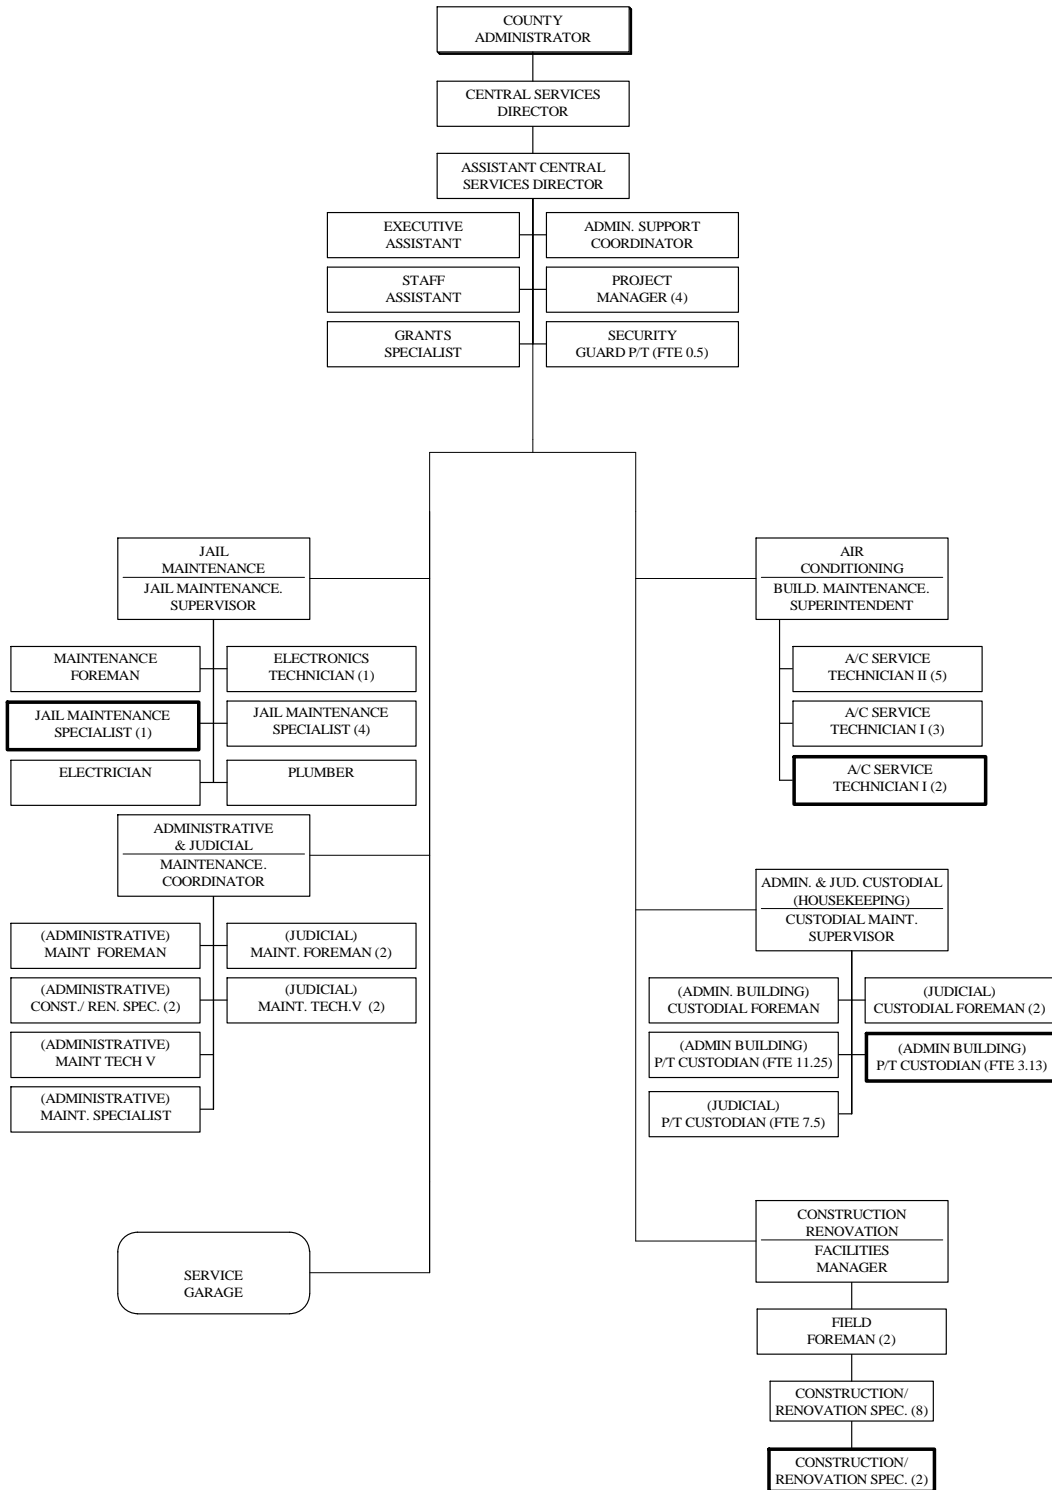 COUNTY
ADMINISTRATOR
CENTRAL SERVICES
DIRECTOR
ASSISTANT CENTRAL
SERVICES DIRECTOR
EXECUTIVE
ASSISTANT
ADMIN. SUPPORT
COORDINATOR
STAFF
ASSISTANT
PROJECT
MANAGER (4)
GRANTS
SPECIALIST
SECURITY
GUARD P/T (FTE 0.5)
JAIL
MAINTENANCE
JAIL MAINTENANCE.
SUPERVISOR
MAINTENANCE
FOREMAN
ELECTRONICS
TECHNICIAN (1)
JAIL MAINTENANCE
SPECIALIST (1)
JAIL MAINTENANCE
SPECIALIST (4)
ELECTRICIAN
PLUMBER
ADMINISTRATIVE
& JUDICIAL
MAINTENANCE.
COORDINATOR
(ADMINISTRATIVE)
MAINT FOREMAN
(JUDICIAL)
MAINT. FOREMAN (2)
(ADMINISTRATIVE)
CONST./ REN. SPEC. (2)
(JUDICIAL)
MAINT. TECH.V (2)
(ADMINISTRATIVE)
MAINT TECH V
(ADMINISTRATIVE)
MAINT. SPECIALIST
SERVICE
GARAGE
AIR
CONDITIONING
BUILD. MAINTENANCE.
SUPERINTENDENT
A/C SERVICE
TECHNICIAN II (5)
A/C SERVICE
TECHNICIAN I (3)
A/C SERVICE
TECHNICIAN I (2)
ADMIN. & JUD. CUSTODIAL
(HOUSEKEEPING)
CUSTODIAL MAINT.
SUPERVISOR
(ADMIN. BUILDING)
CUSTODIAL FOREMAN
(JUDICIAL)
CUSTODIAL FOREMAN (2)
(ADMIN BUILDING)
P/T CUSTODIAN (FTE 11.25)
(ADMIN BUILDING)
P/T CUSTODIAN (FTE 3.13)
(JUDICIAL)
P/T CUSTODIAN (FTE 7.5)
CONSTRUCTION
RENOVATION
FACILITIES
MANAGER
FIELD
FOREMAN (2)
CONSTRUCTION/
RENOVATION SPEC. (8)
CONSTRUCTION/
RENOVATION SPEC. (2)